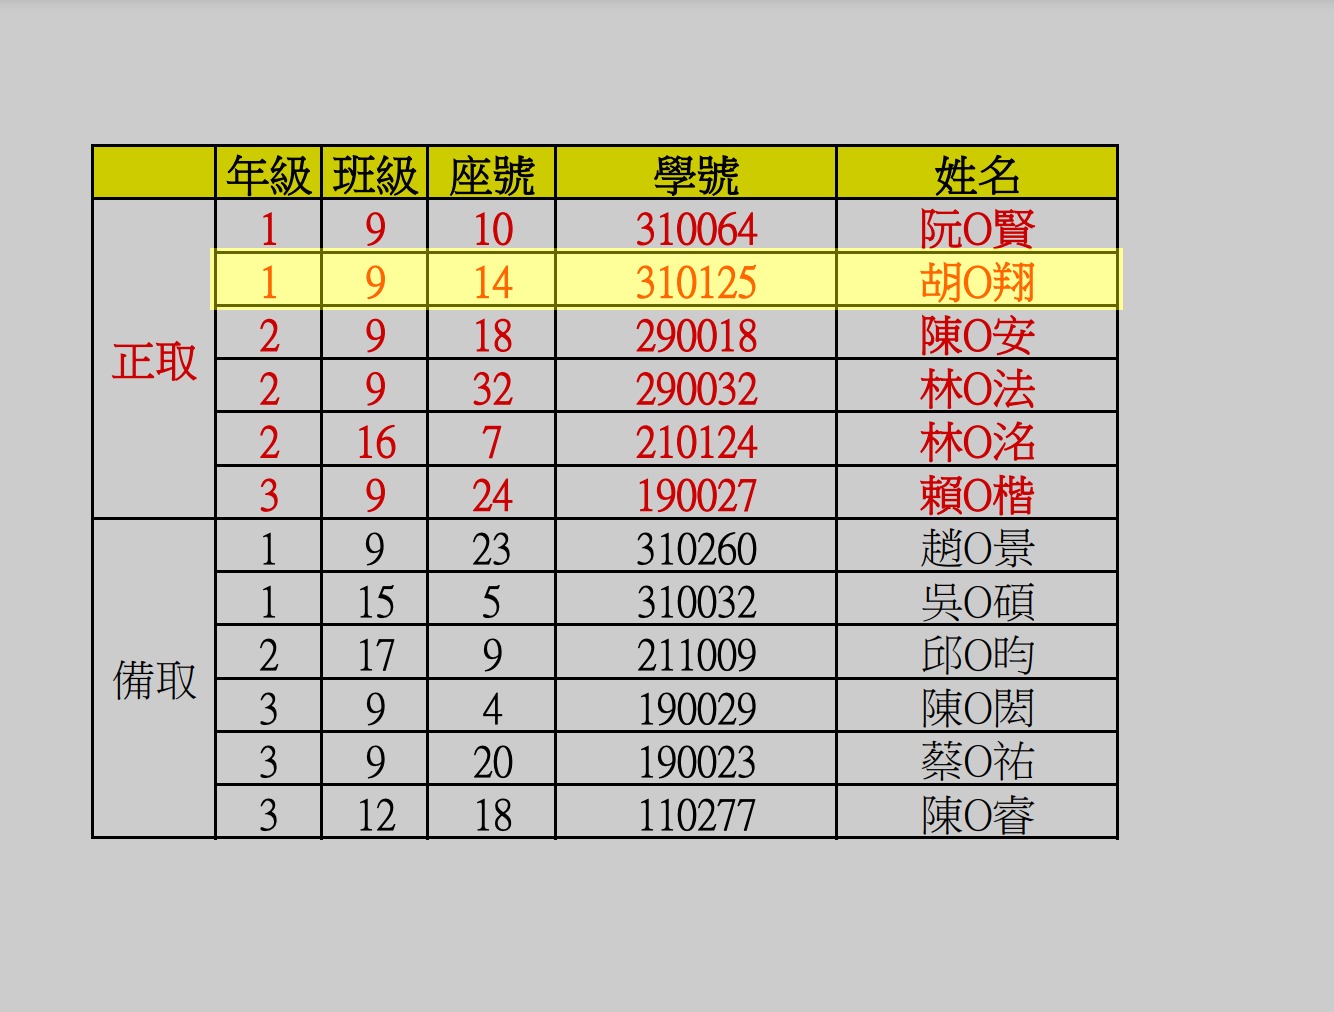 年級 班級 座號 學號 姓名
正取
1 9 10 310064 阮O賢
1 9 14 310125 胡O翔
2 9 18 290018 陳O安
2 9 32 290032 林O法
2 16 7 210124 林O洺
3 9 24 190027 賴O楷
備取
1 9 23 310260 趙O景
1 15 5 310032 吳O碩
2 17 9 211009 邱O昀
3 9 4 190029 陳O閎
3 9 20 190023 蔡O祐
3 12 18 110277 陳O睿